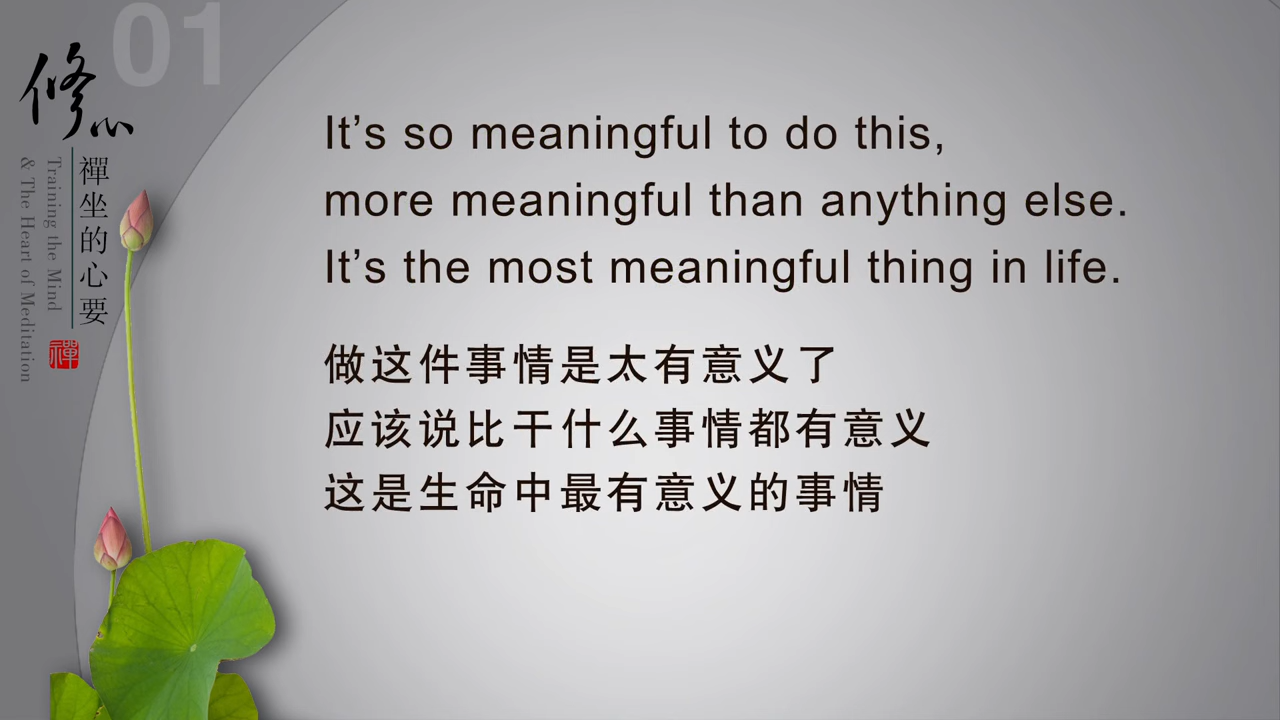 01
修心
禪坐的心要
Training the Mind
& The Heart of Meditation
禪
It’s so meaningful to do this,
more meaningful than anything else.
It’s the most meaningful thing in life.
做这件事情是太有意义了
应该说比干什么事情都有意义
这是生命中最有意义的事情